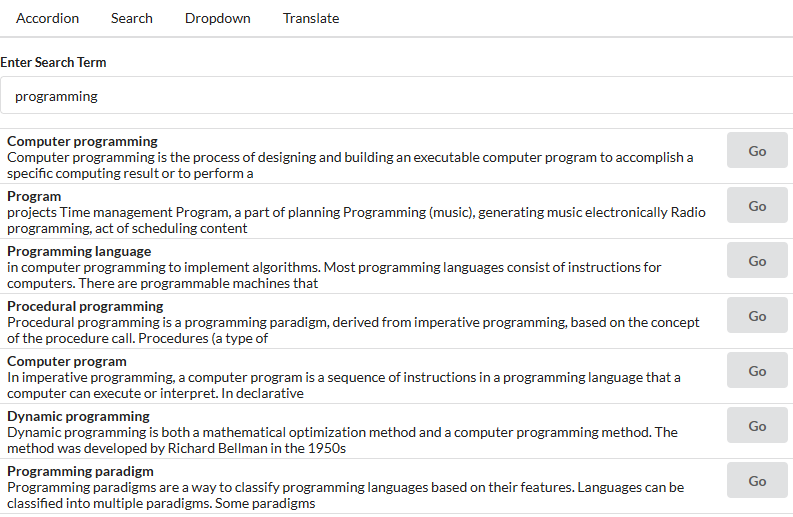 Accordion Search Dropdown Translate
Enter Search Term
programming
Computer programming
Computer programming is the process of designing and building an executable computer program to accomplish a
specific computing result or to perform a
Go
Program
projects Time management Program, a part of planning Programming (music), generating music electronically Radio
programming, act of scheduling content
Go
Programming language
in computer programming to implement algorithms. Most programming languages consist of instructions for
computers. There are programmable machines that
Go
Procedural programming
Procedural programming is a programming paradigm, derived from imperative programming, based on the concept
of the procedure call. Procedures (a type of
Go
Computer program
In imperative programming, a computer program is a sequence of instructions in a programming language that a
computer can execute or interpret. In declarative
Go
Dynamic programming
Dynamic programming is both a mathematical optimization method and a computer programming method. The
method was developed by Richard Bellman in the 1950s
Go
Programming paradigm
Programming paradigms are a way to classify programming languages based on their features. Languages can be
classified into multiple paradigms. Some paradigms
Go